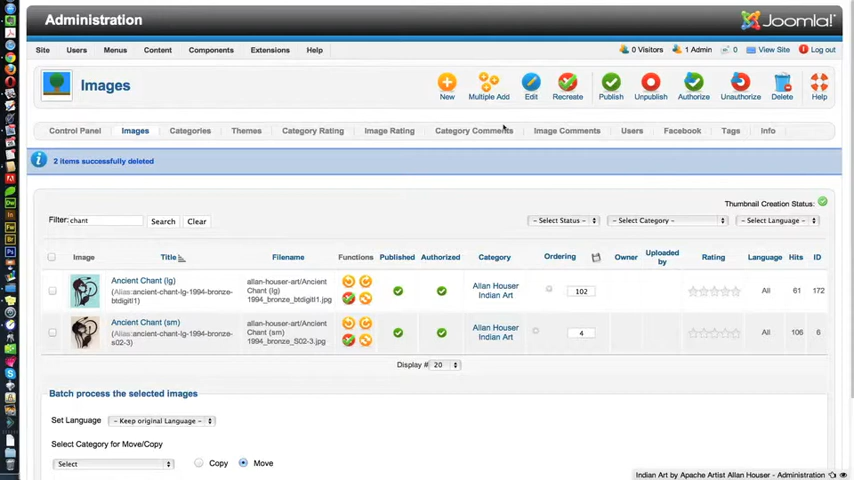 Administration
Joomla!
Site Users Menus Content Components Extensions Help
0 Visitors 1 Admin 0 View Site Log out
Images
New Multiple Add Edit Recreate Publish Unpublish Authorize Unauthorize Delete Help
Control Panel Images Categories Themes Category Rating Image Rating Category Comments Image Comments Users Facebook Tags Info
2 items successfully deleted
Thumbnail Creation Status:
Filter: chant Search Clear - Select Status - - Select Category - - Select Language -
Image Title Filename Functions Published Authorized Category Ordering Owner Uploaded by Rating Language Hits ID
Ancient Chant (lg)
(Alias: ancient-chant-lg-1994-bronze-btdigitl1)
allan-houser-art/Ancient
Chant (lg)
1994_bronze_btdigitl1.jpg
Allan Houser
Indian Art
102 All 61 172
Ancient Chant (sm)
(Alias: ancient-chant-lg-1994-bronze-s02-3)
allan-houser-art/Ancient
Chant (sm)
1994_bronze_S02-3.jpg
Allan Houser
Indian Art
4 All 106 6
Display # 20
Batch process the selected images
Set Language - Keep original Language -
Select Category for Move/Copy
Select Copy Move
Indian Art by Apache Artist Allan Houser - Administration